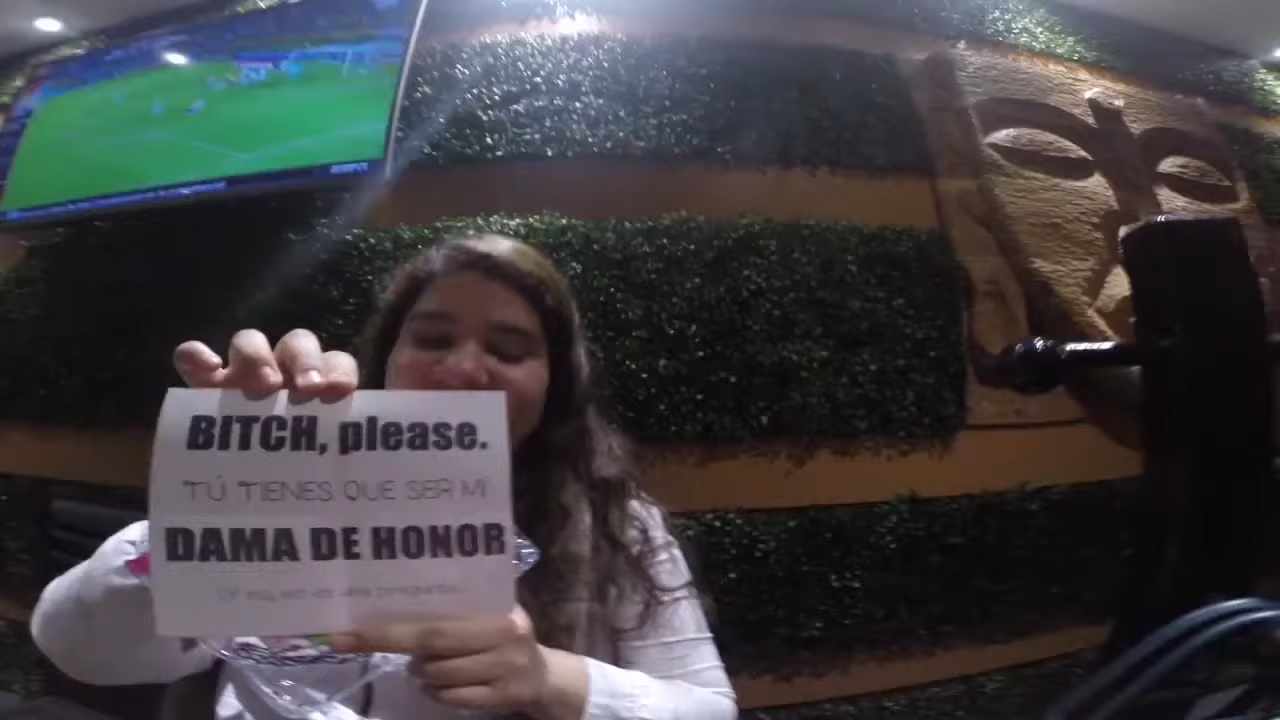 BITCH, please.
TÚ TIENES QUE SER MI
DAMA DE HONOR